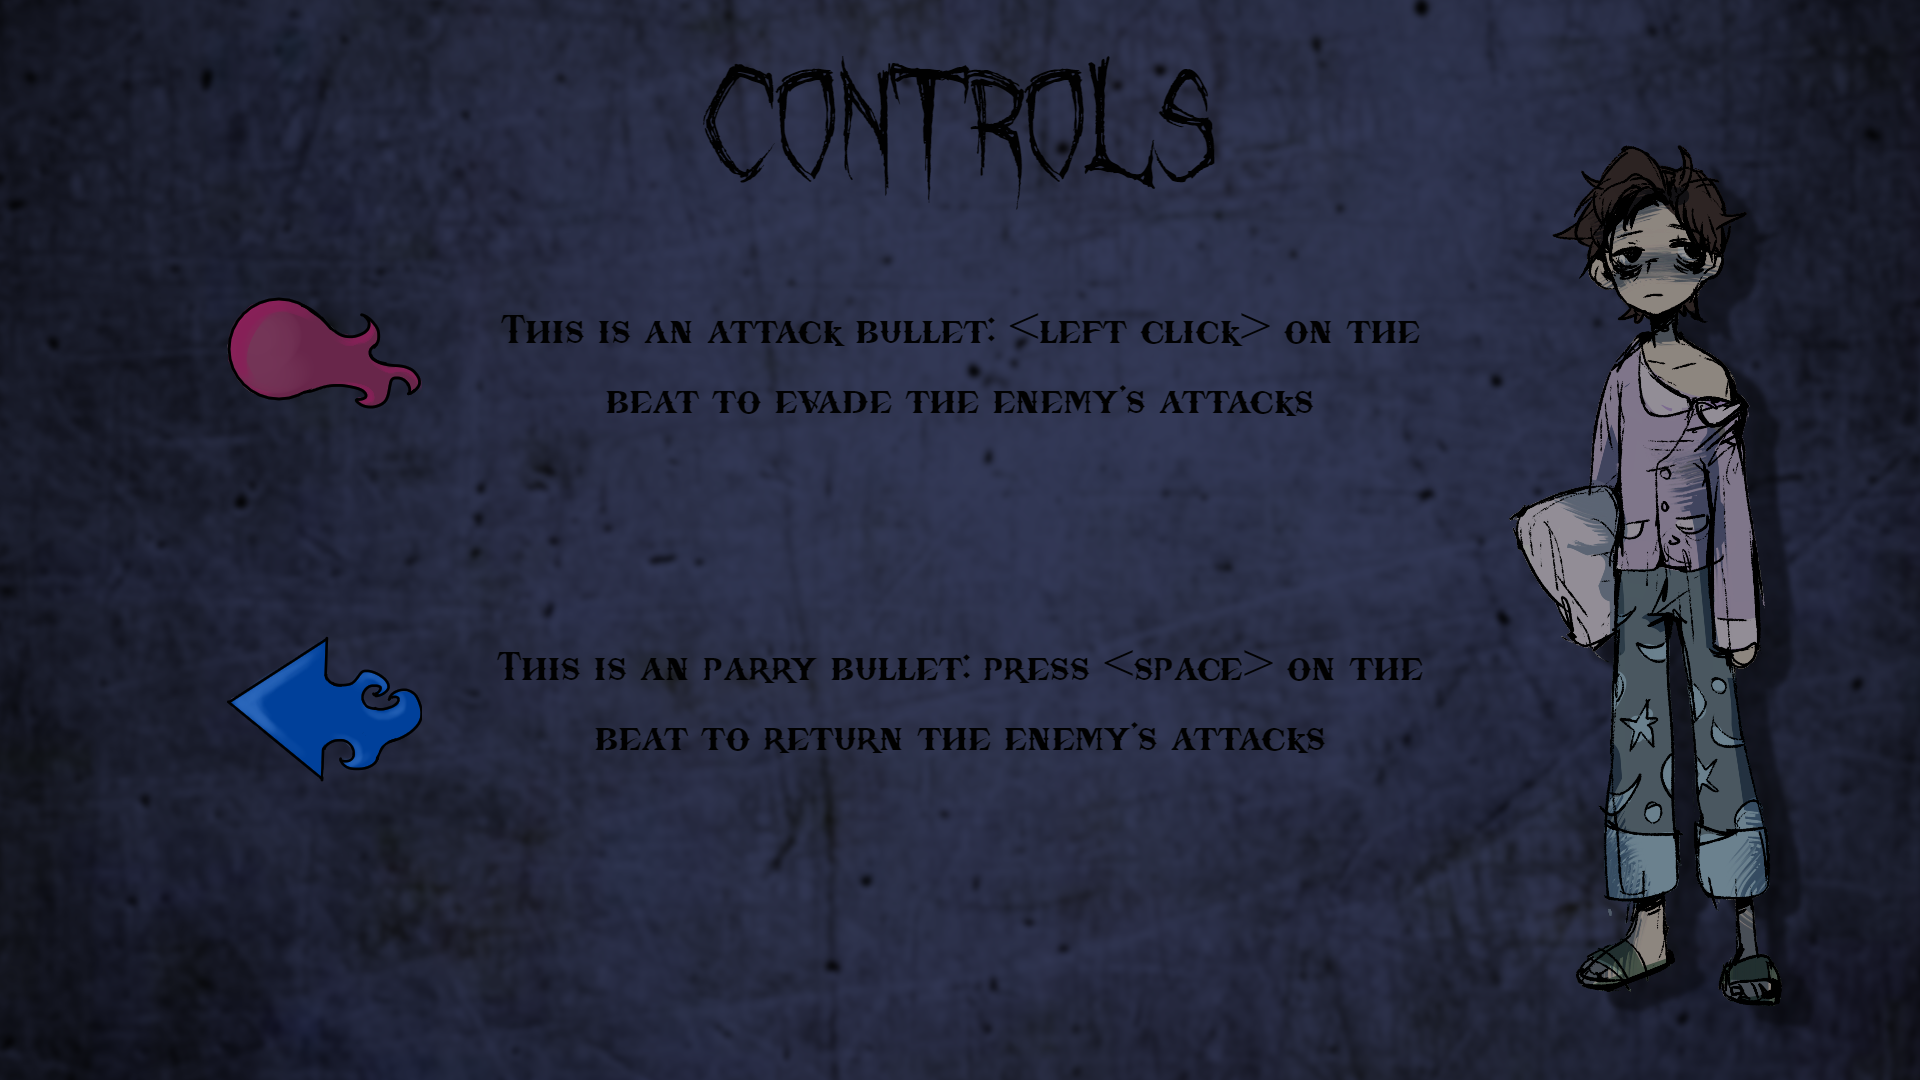 CONTROLS
This is an attack bullet: <left click> on the
beat to evade the enemy's attacks
This is an parry bullet: press <space> on the
beat to return the enemy's attacks